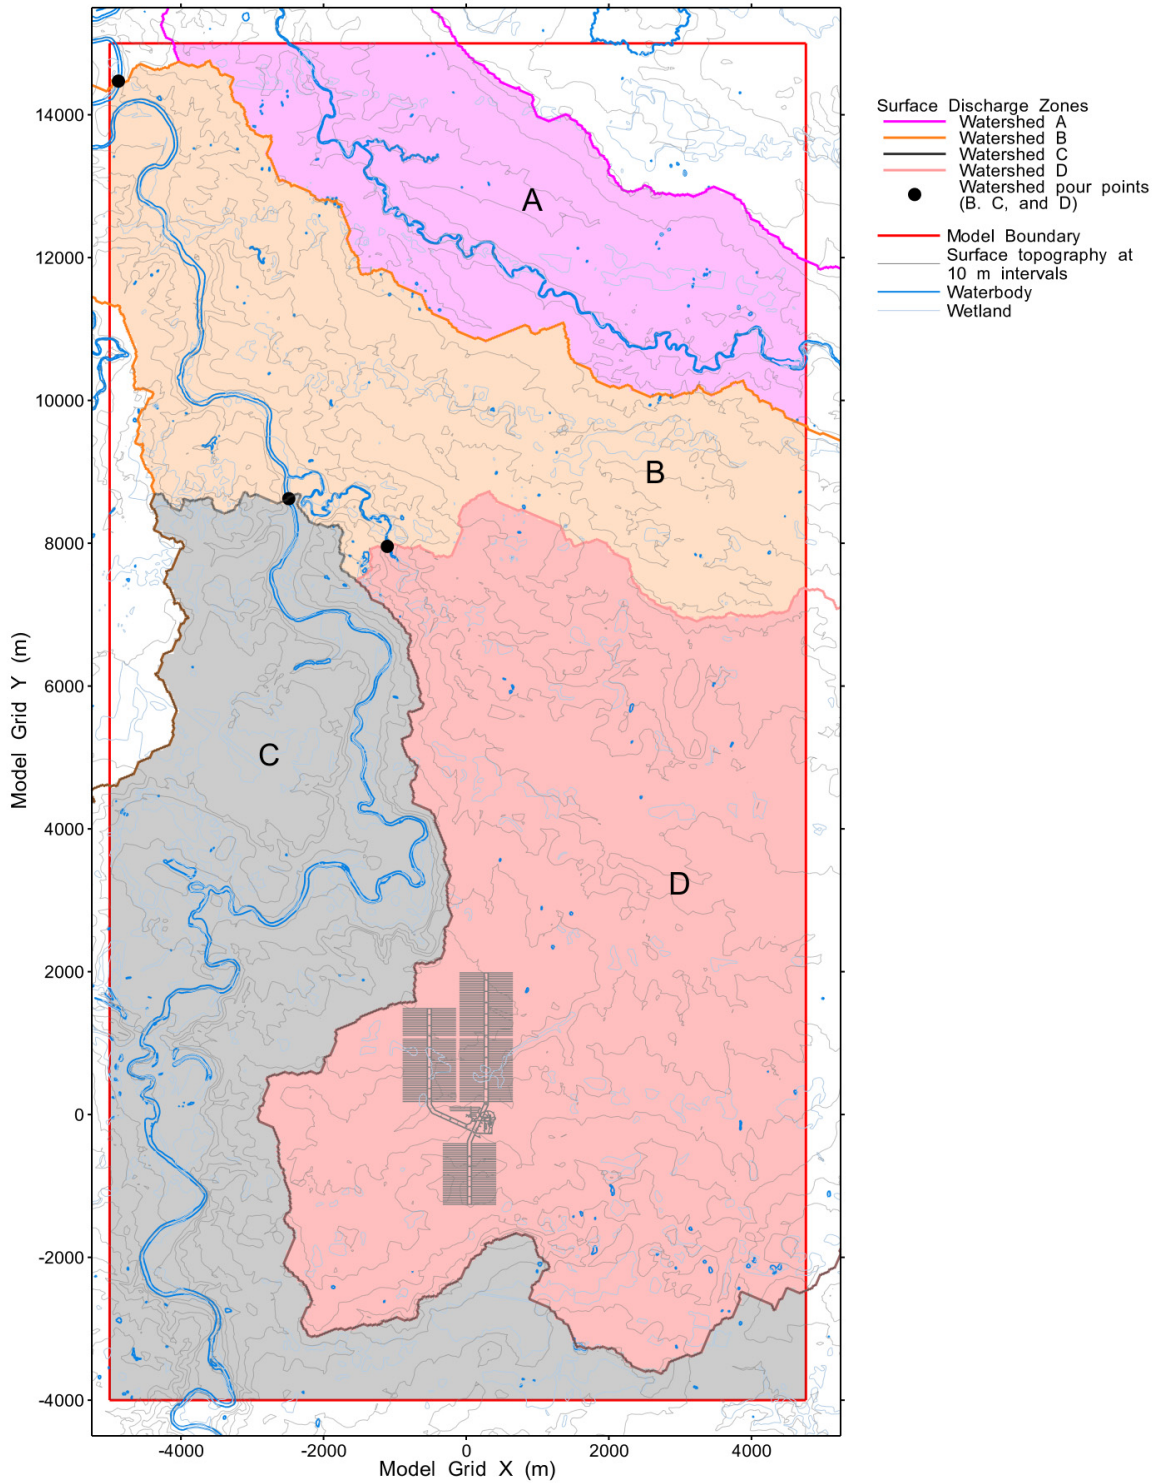 Surface Discharge Zones
Watershed A
Watershed B
Watershed C
Watershed D
Watershed pour points
(B. C, and D)
Model Boundary
Surface topography at
10 m intervals
Waterbody
Wetland
A
B
C
D
14000
12000
10000
8000
6000
4000
2000
0
-2000
-4000
Model Grid Y (m)
-4000 -2000 0 2000 4000
Model Grid X (m)